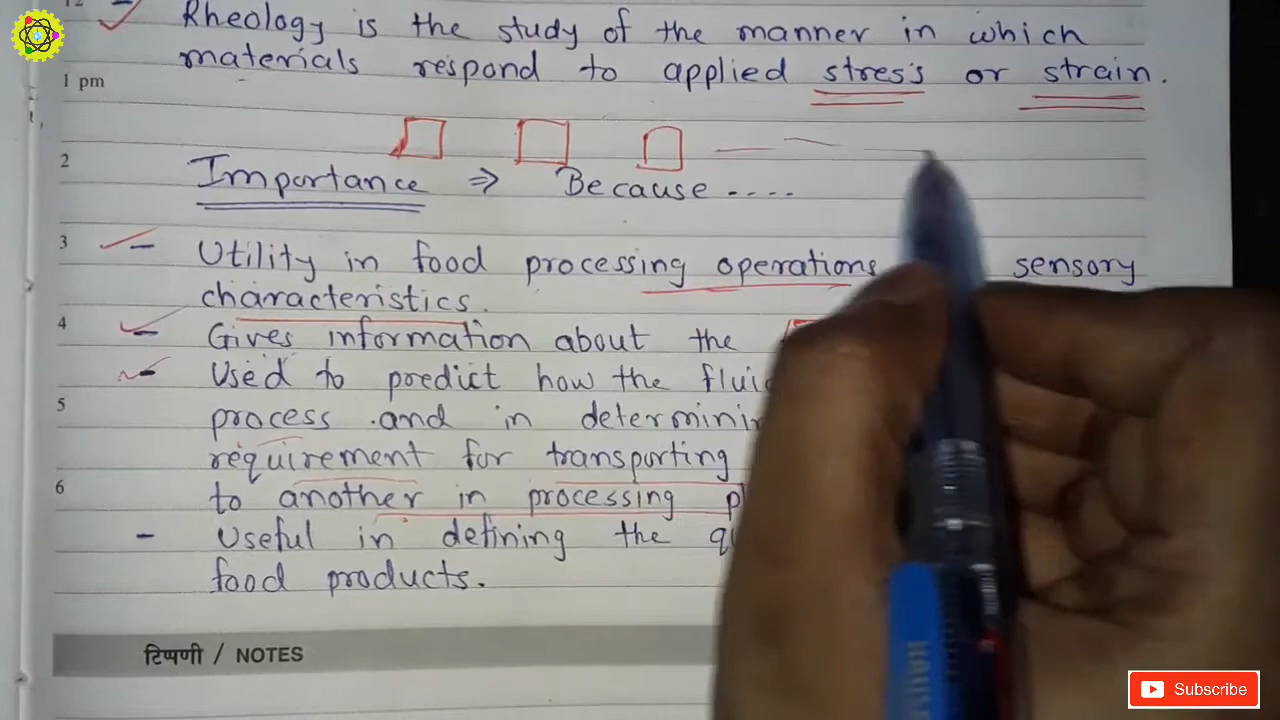 12
Rheology is the study of the manner in which
materials respond to applied stress or strain.
1 pm
2
Importance ⇒ Because ....
3
- Utility in food processing operations sensory
characteristics.
4
- Gives information about the
- Used to predict how the fluid
5
process and in
requirement for transporting
6
to another in processing
- Useful in defining the
food products.
टिप्पणी / NOTES
Subscribe